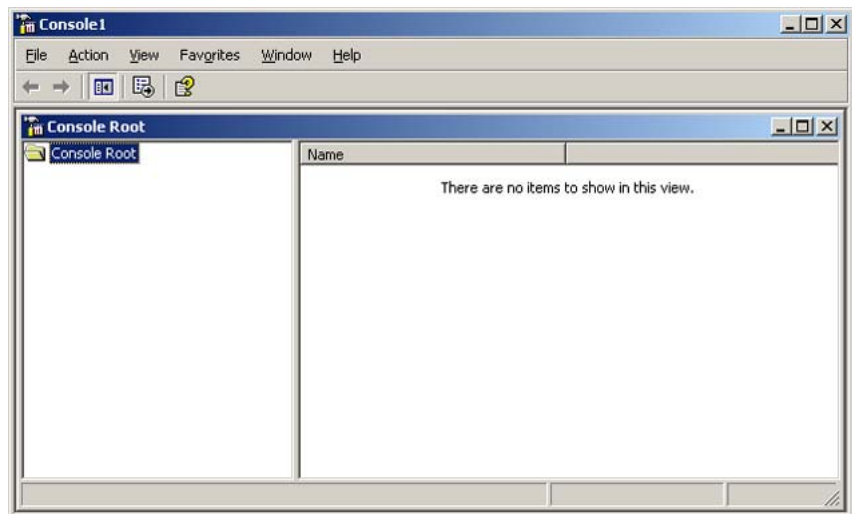 Console1
File Action View Favorites Window Help
Console Root
Console Root
Name
There are no items to show in this view.